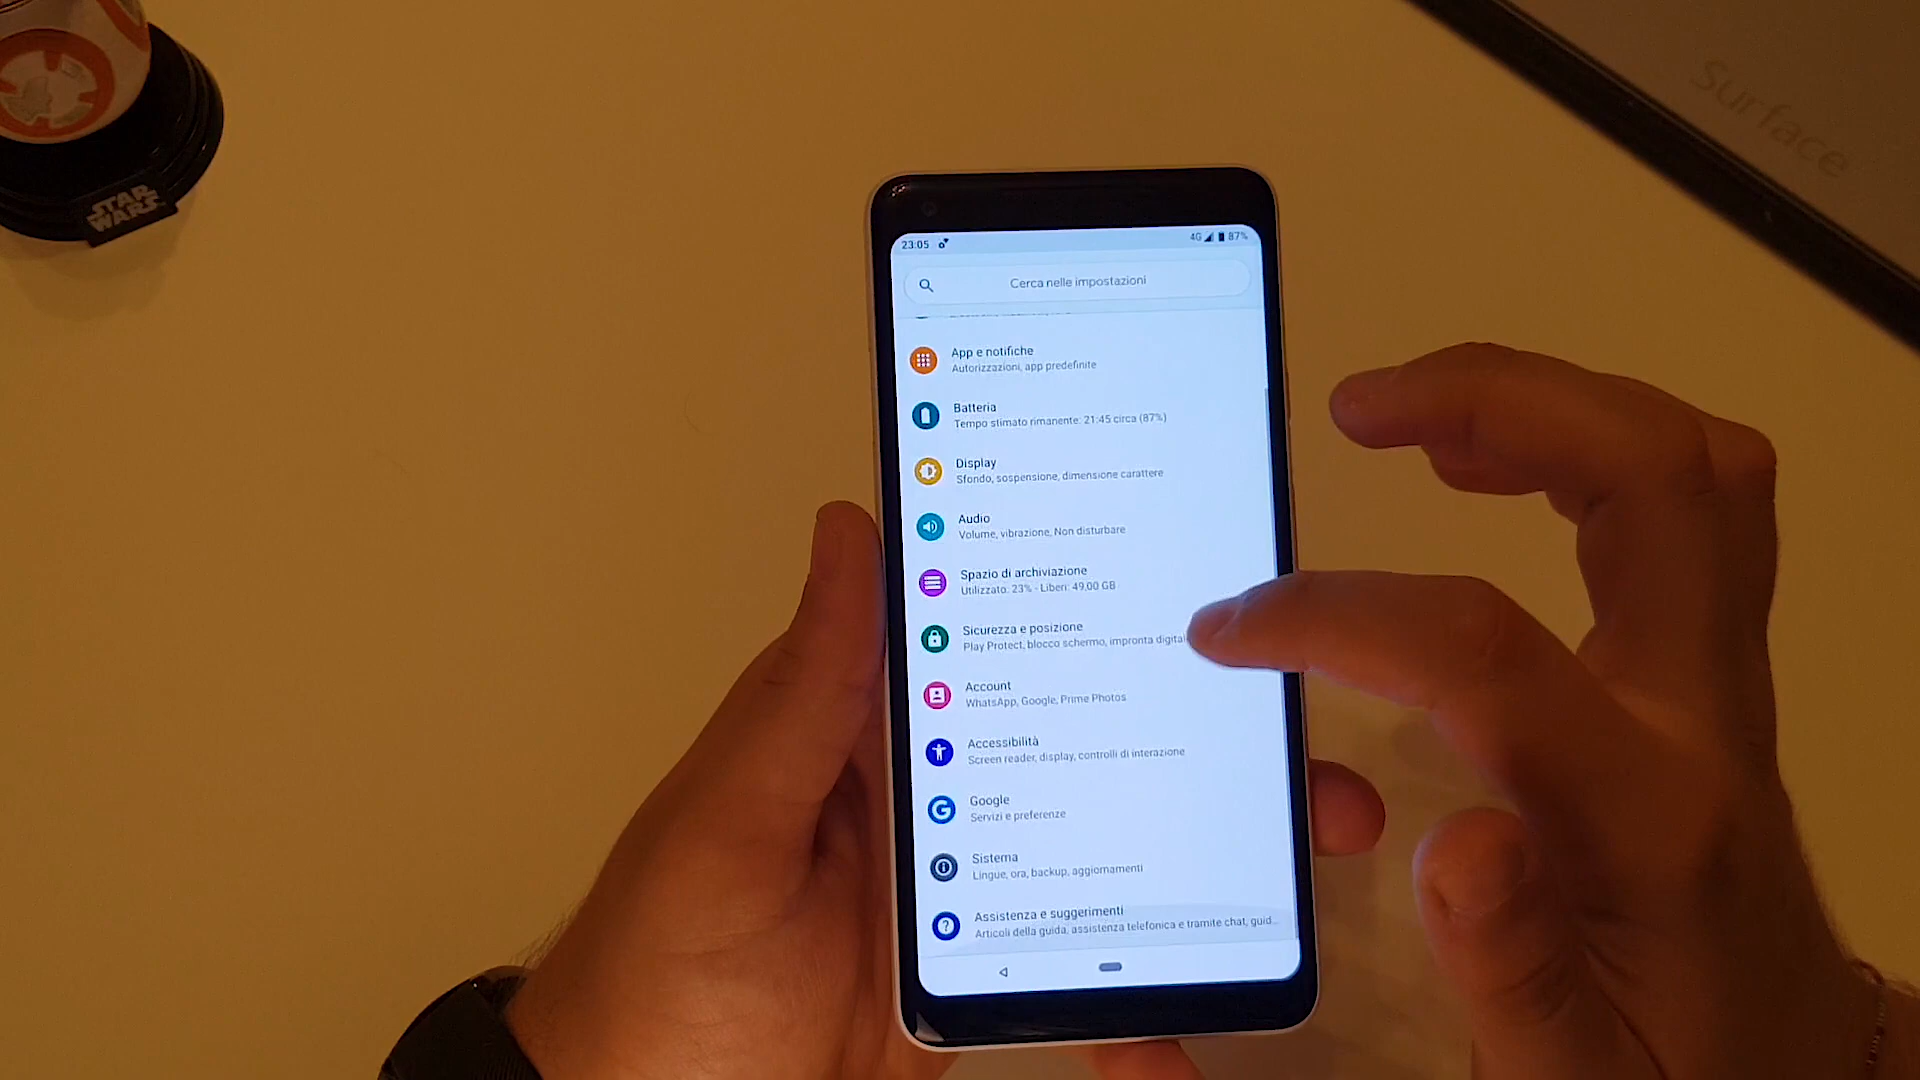 STAR
WARS
Surface
23:05
4G
87%
Cerca nelle impostazioni
App e notifiche
Autorizzazioni, app predefinite
Batteria
Tempo stimato rimanente: 21:45 circa (87%)
Display
Sfondo, sospensione, dimensione carattere
Audio
Volume, vibrazione, Non disturbare
Spazio di archiviazione
Utilizzato: 23% - Liberi: 49,00 GB
Sicurezza e posizione
Play Protect, blocco schermo, impronta digital
Account
WhatsApp, Google, Prime Photos
Accessibilità
Screen reader, display, controlli di interazione
Google
Servizi e preferenze
Sistema
Lingue, ora, backup, aggiornamenti
Assistenza e suggerimenti
Articoli della guida, assistenza telefonica e tramite chat, guid...